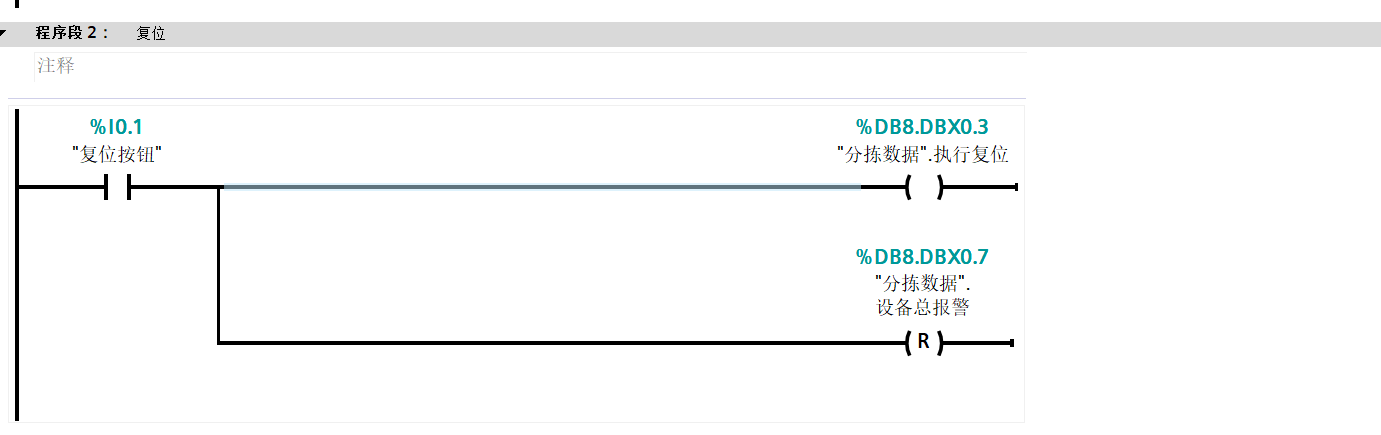 程序段 2： 复位
注释
%I0.1
"复位按钮"
%DB8.DBX0.3
"分拣数据".执行复位
%DB8.DBX0.7
"分拣数据".
设备总报警
R